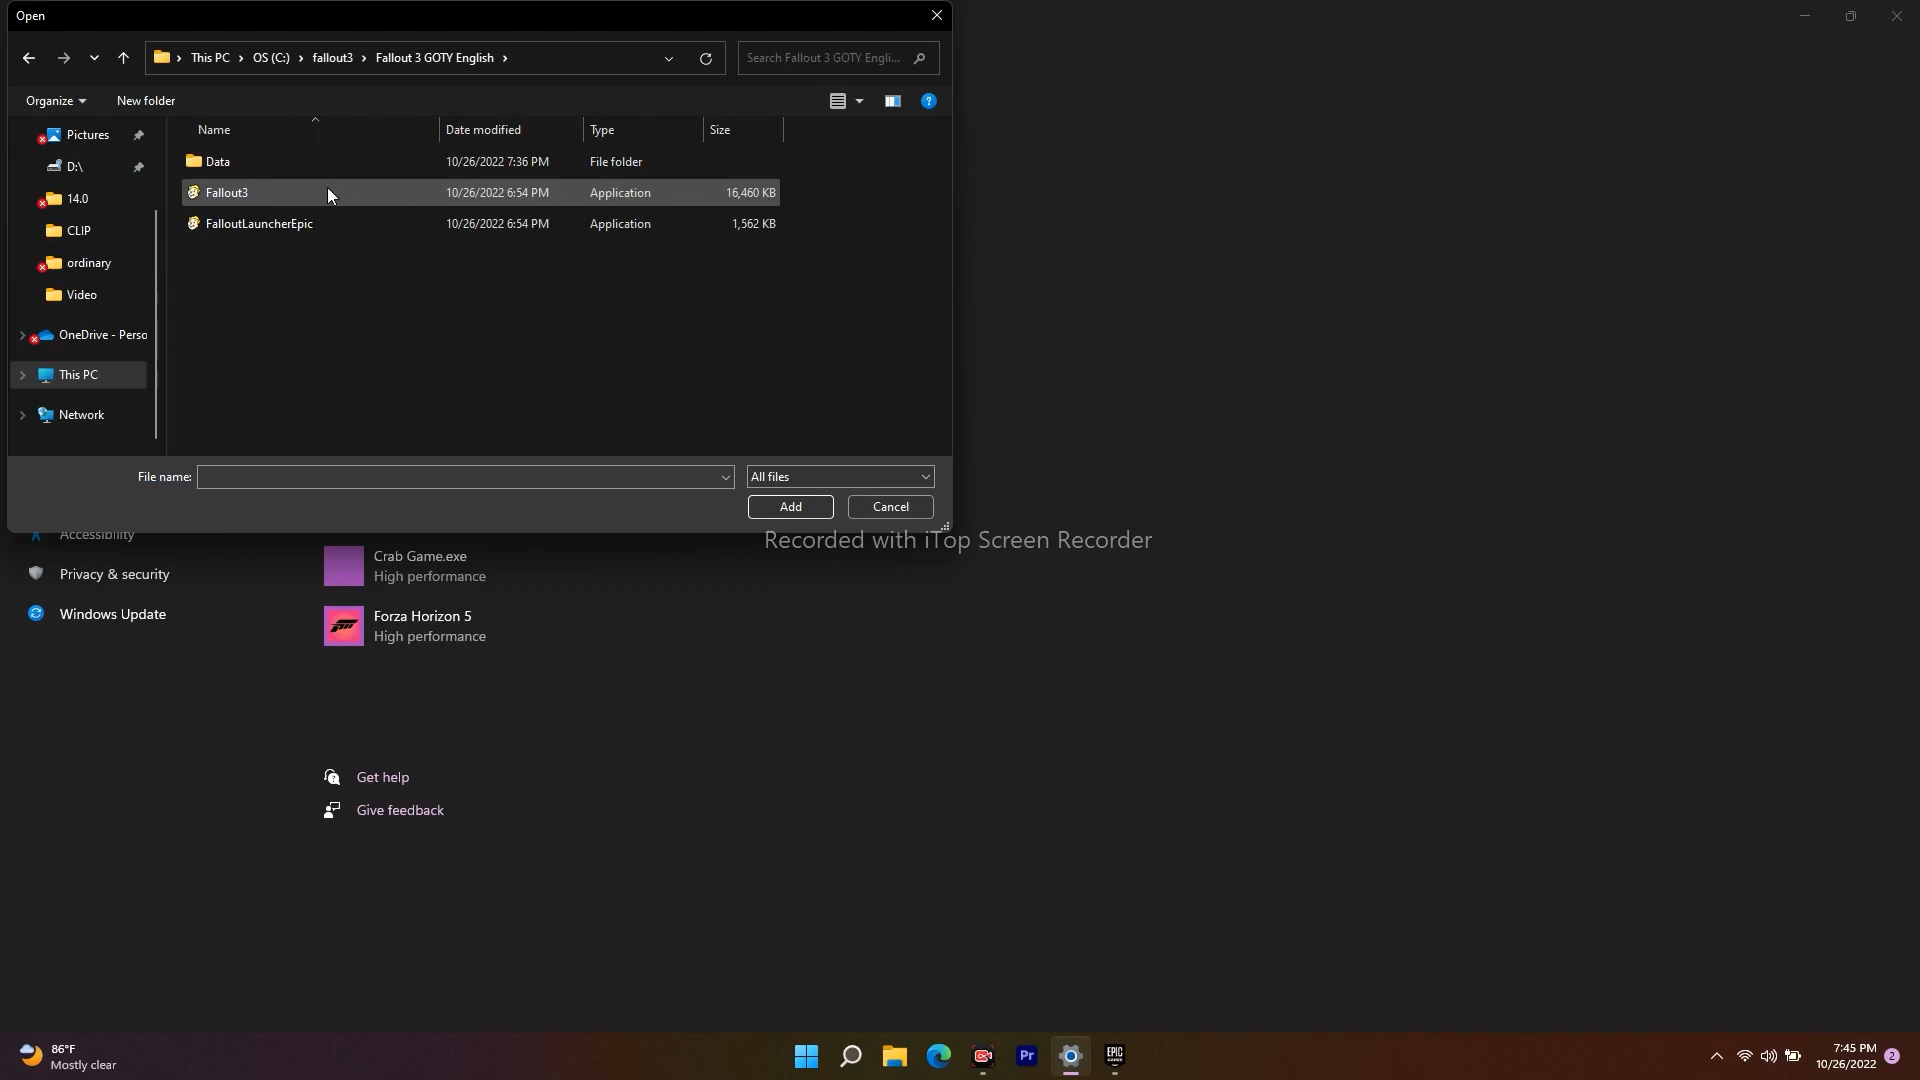 Open
This PC > OS (C:) > fallout3 > Fallout 3 GOTY English >
Search Fallout 3 GOTY Engli...
Organize
New folder
?
Name
Date modified
Type
Size
Pictures
D:\
14.0
CLIP
ordinary
Video
OneDrive - Perso
This PC
Network
Data 10/26/2022 7:36 PM File folder
Fallout3 10/26/2022 6:54 PM Application 16,460 KB
FalloutLauncherEpic 10/26/2022 6:54 PM Application 1,562 KB
File name:
All files
Add
Cancel
Accessibility
Privacy & security
Windows Update
Crab Game.exe
High performance
Forza Horizon 5
High performance
Recorded with iTop Screen Recorder
Get help
Give feedback
86°F
Mostly clear
Pr
EPIC
GAMES
7:45 PM
10/26/2022
2